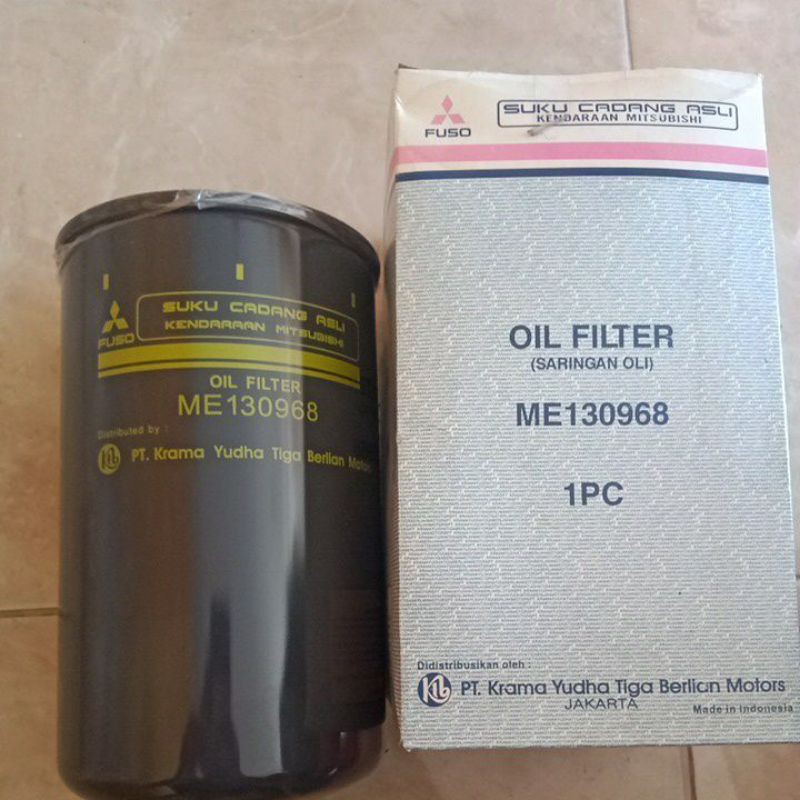 FUSO
SUKU CADANG ASLI
KENDARAAN MITSUBISHI
OIL FILTER
ME130968
Distributed by :
PT. Krama Yudha Tiga Berlian Motors
FUSO
SUKU CADANG ASLI
KENDARAAN MITSUBISHI
OIL FILTER
(SARINGAN OLI)
ME130968
1PC
Didistribusikan oleh :
PT. Krama Yudha Tiga Berlian Motors
JAKARTA
Made in Indonesia